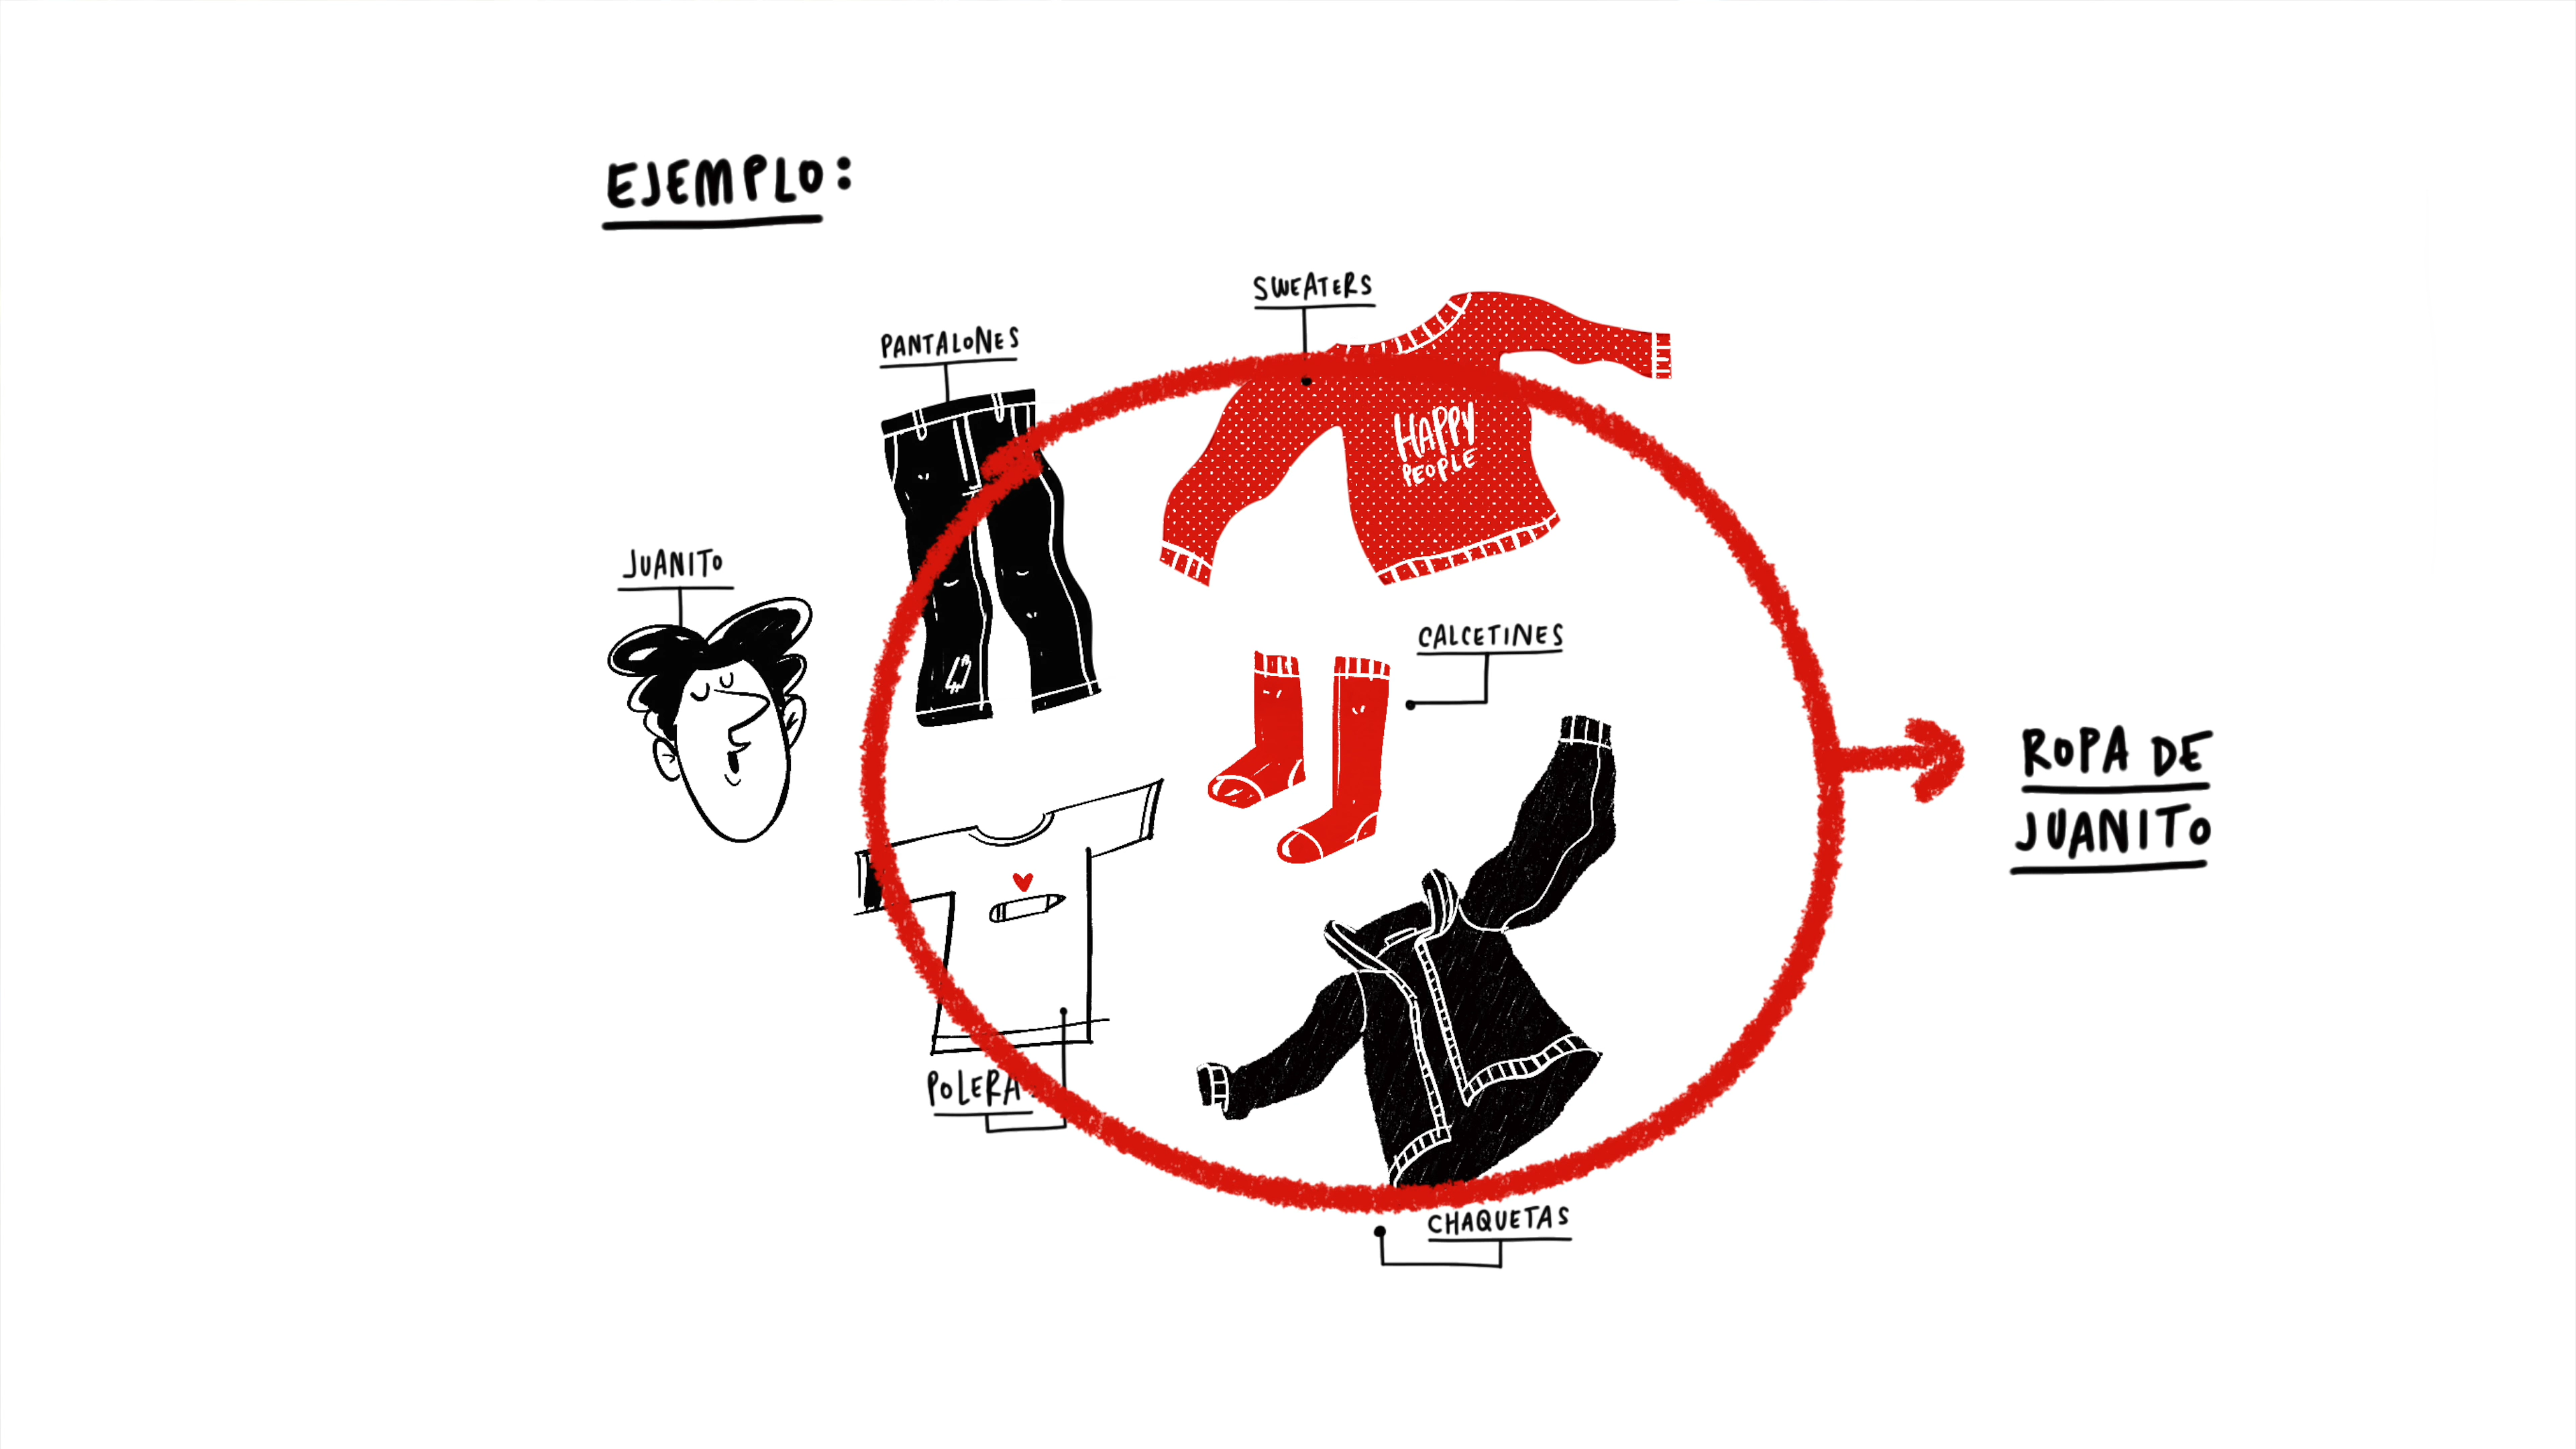 EJEMPLO:
SWEATERS
PANTALONES
HAPPY
PEOPLE
JUANITO
CALCETINES
ROPA DE
JUANITO
POLERA
CHAQUETAS